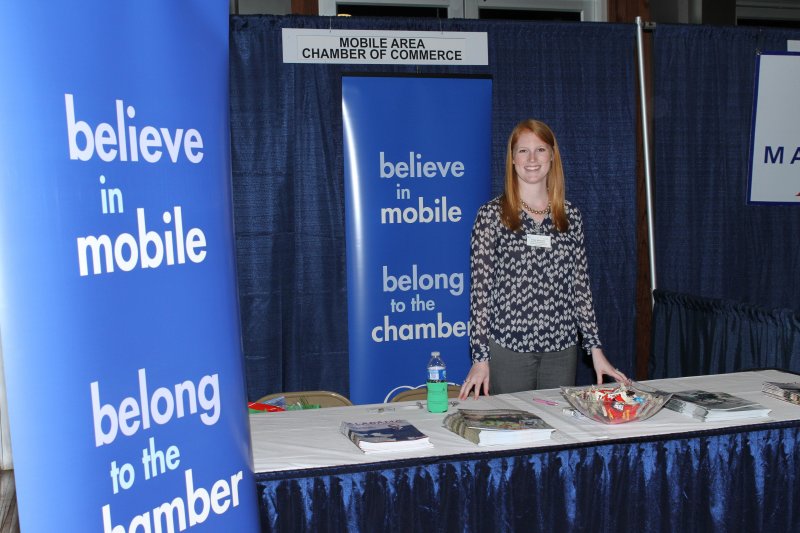 believe
in
mobile
belong
to the
chamber
MOBILE AREA
CHAMBER OF COMMERCE
believe
in
mobile
belong
to the
chamber
MA